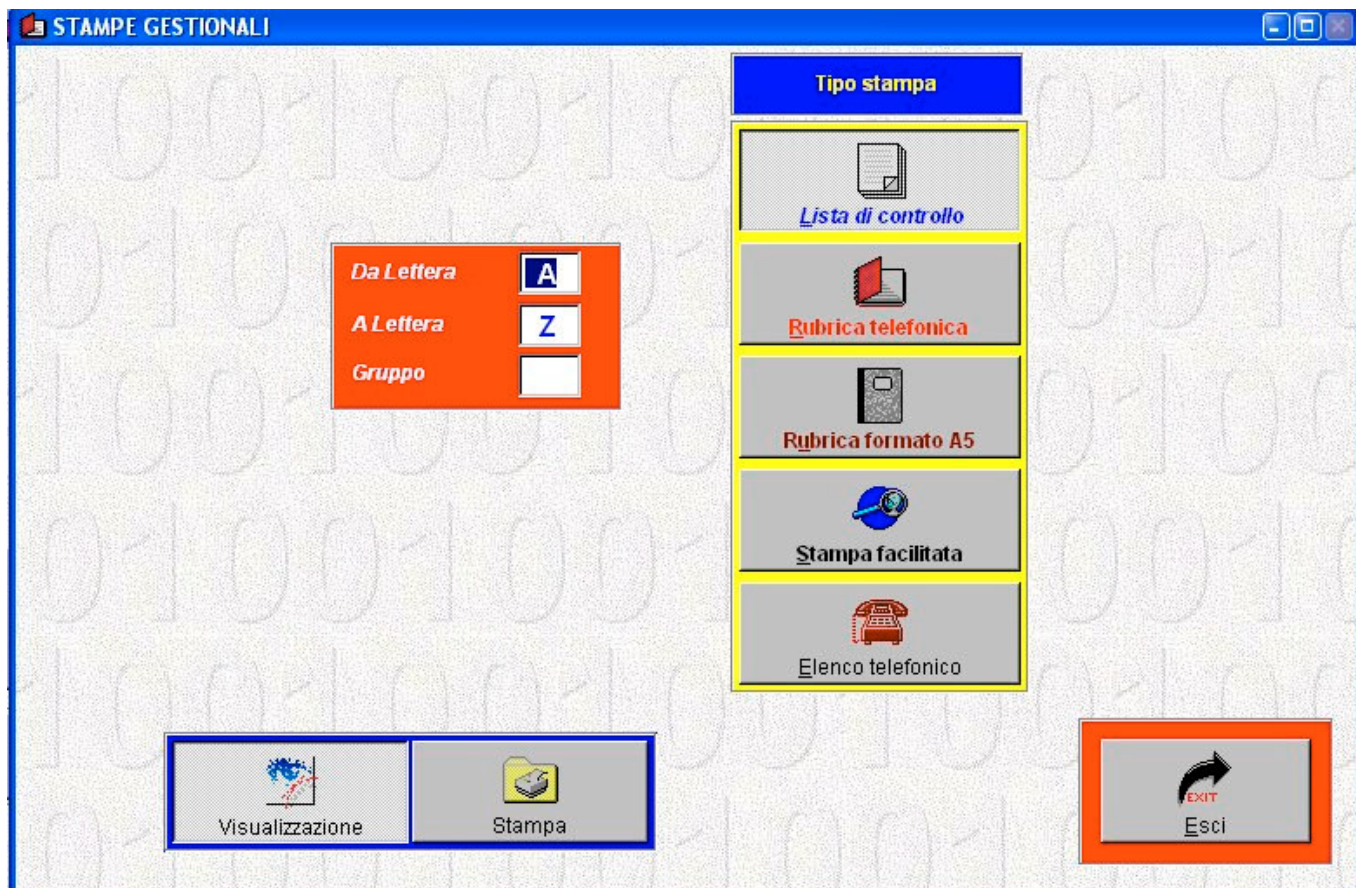 STAMPE GESTIONALI
Tipo stampa
Lista di controllo
Da Lettera A
A Lettera Z
Gruppo
Rubrica telefonica
Rubrica formato A5
Stampa facilitata
Elenco telefonico
Visualizzazione
Stampa
EXIT
Esci